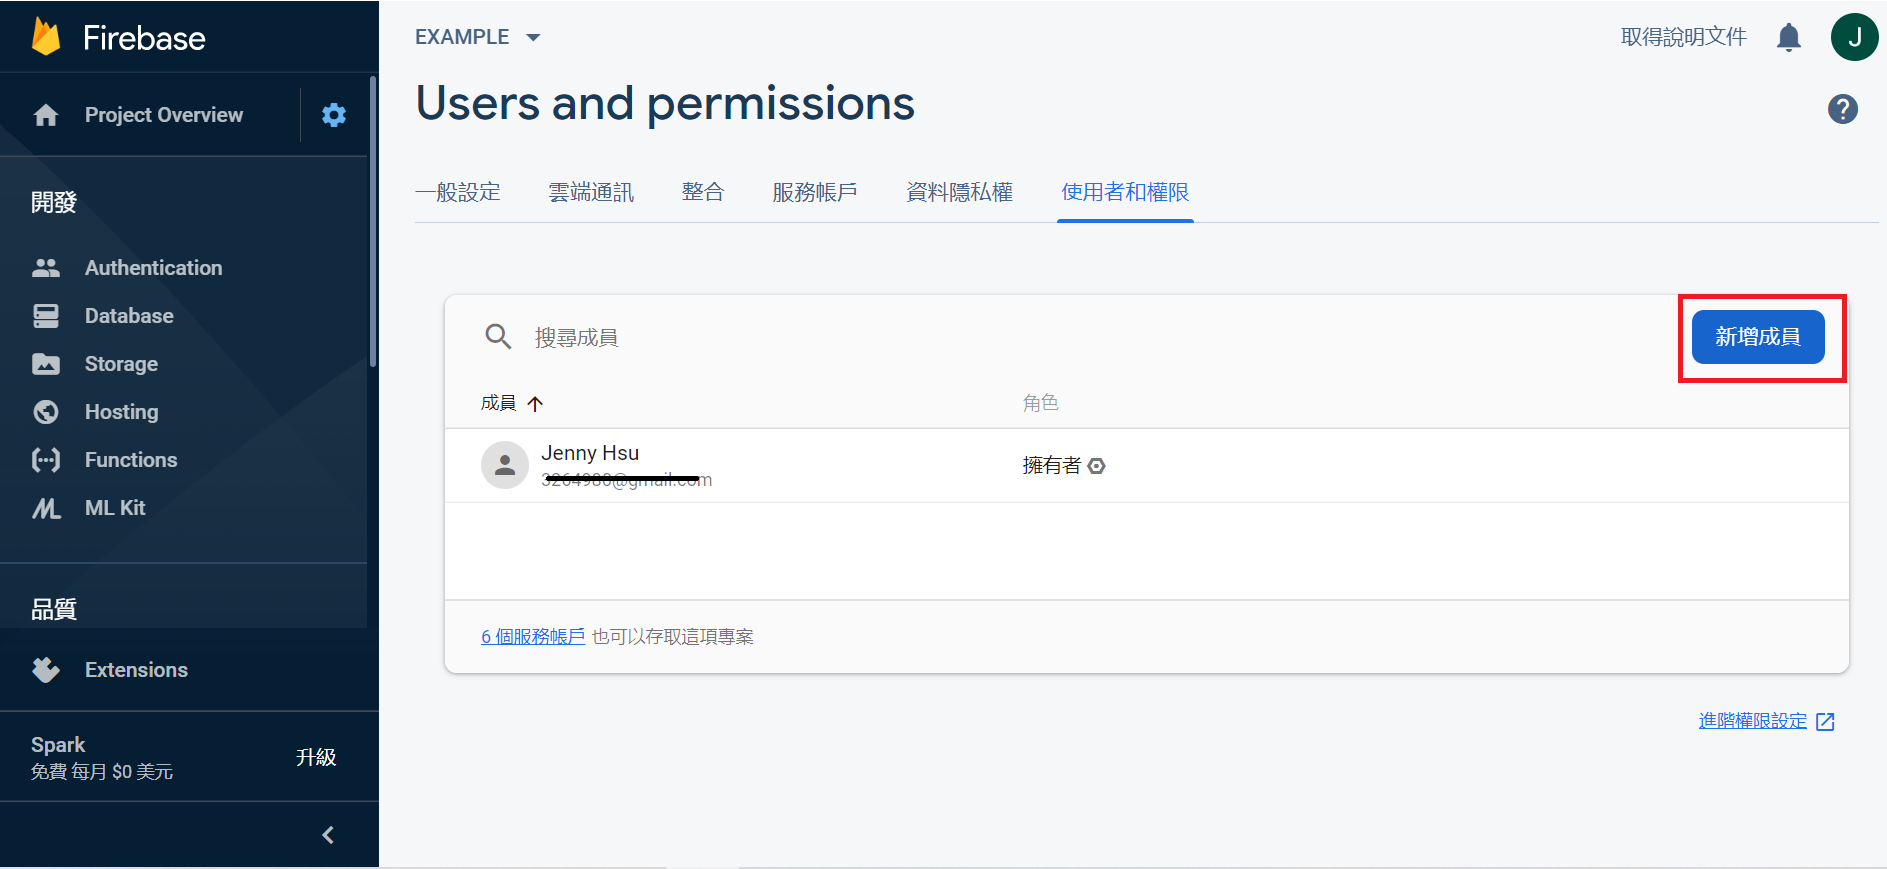 Firebase
Project Overview
開發
Authentication
Database
Storage
Hosting
Functions
ML Kit
品質
Extensions
Spark
免費 每月 $0 美元
升級
EXAMPLE
取得說明文件
J
Users and permissions
一般設定 雲端通訊 整合 服務帳戶 資料隱私權 使用者和權限
搜尋成員
新增成員
成員 角色
Jenny Hsu
擁有者
6 個服務帳戶 也可以存取這項專案
進階權限設定